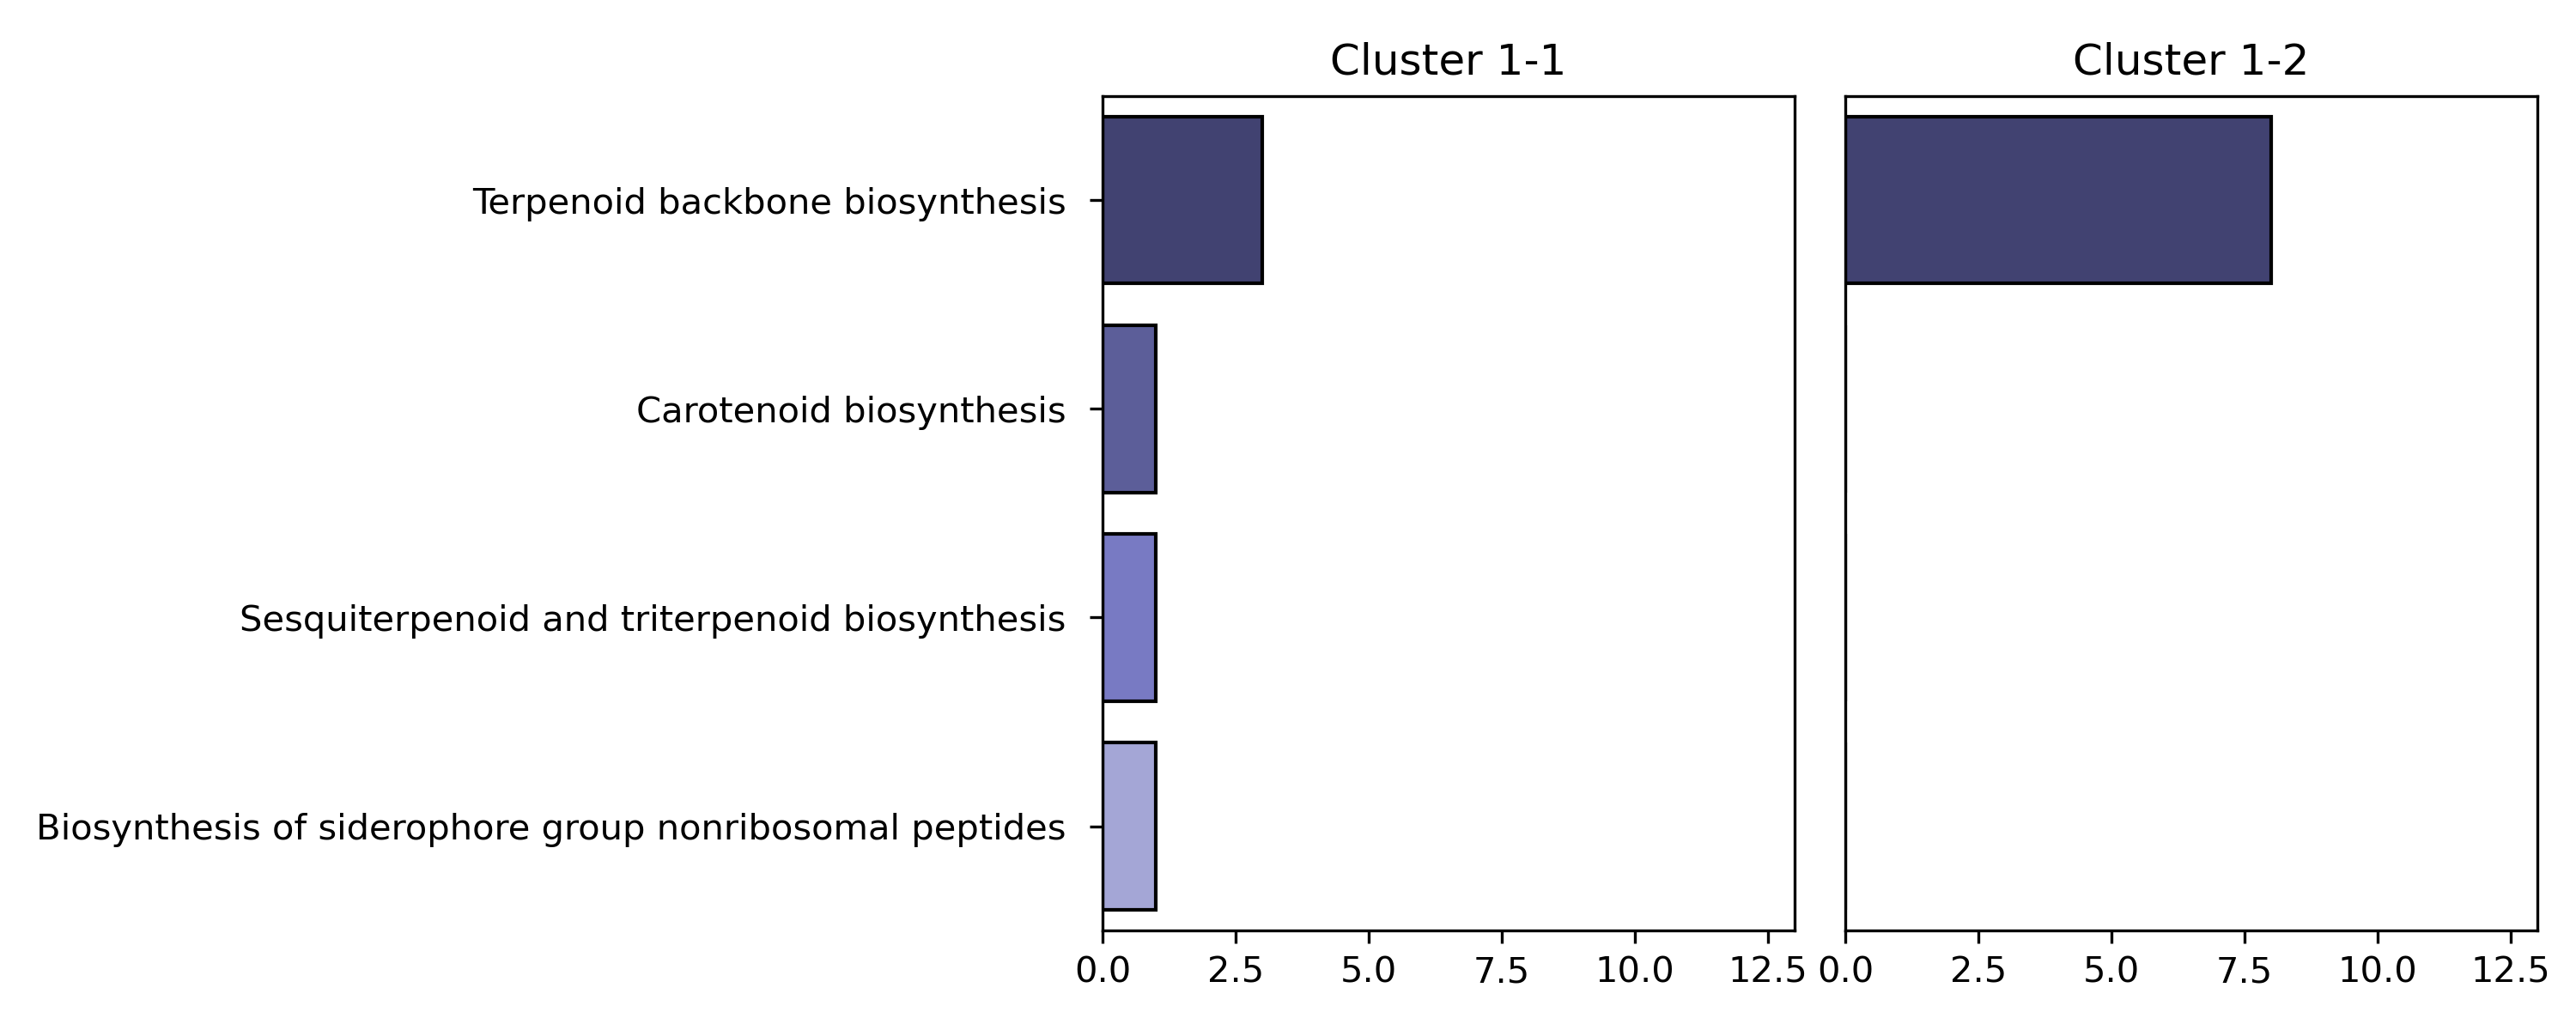 Cluster 1-1
Cluster 1-2
Terpenoid backbone biosynthesis
Carotenoid biosynthesis
Sesquiterpenoid and triterpenoid biosynthesis
Biosynthesis of siderophore group nonribosomal peptides
0.0 2.5 5.0 7.5 10.0 12.5
0.0 2.5 5.0 7.5 10.0 12.5